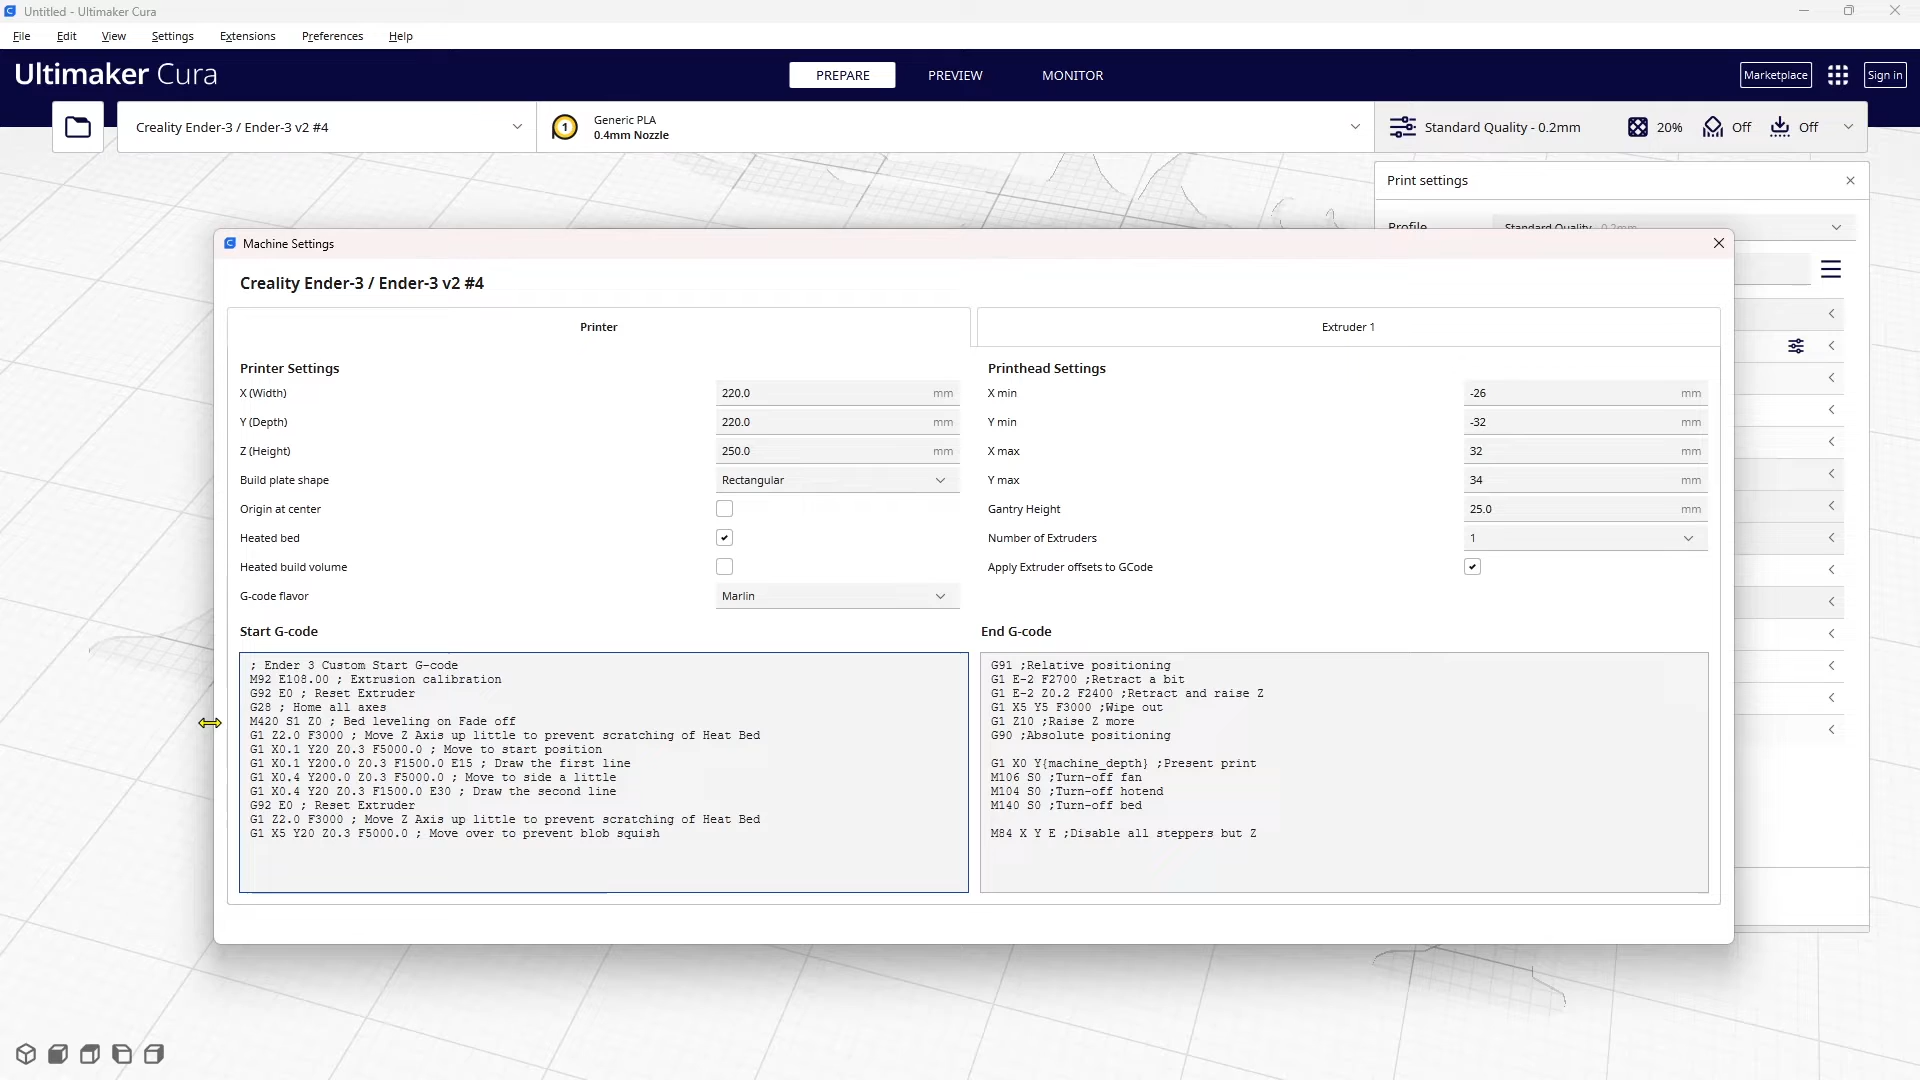 Untitled - Ultimaker Cura
File Edit View Settings Extensions Preferences Help
Ultimaker Cura
PREPARE PREVIEW MONITOR
Marketplace Sign in
Creality Ender-3 / Ender-3 v2 #4
1 Generic PLA
0.4mm Nozzle
Standard Quality - 0.2mm 20% Off Off
Print settings
Profile Standard Quality - 0.2mm
Machine Settings
Creality Ender-3 / Ender-3 v2 #4
Printer Extruder 1
Printer Settings
X (Width) 220.0 mm
Y (Depth) 220.0 mm
Z (Height) 250.0 mm
Build plate shape Rectangular
Origin at center
Heated bed
Heated build volume
G-code flavor Marlin
Printhead Settings
X min -26 mm
Y min -32 mm
X max 32 mm
Y max 34 mm
Gantry Height 25.0 mm
Number of Extruders 1
Apply Extruder offsets to GCode
Start G-code
; Ender 3 Custom Start G-code
M92 E108.00 ; Extrusion calibration
G92 E0 ; Reset Extruder
G28 ; Home all axes
M420 S1 Z0 ; Bed leveling on Fade off
G1 Z2.0 F3000 ; Move Z Axis up little to prevent scratching of Heat Bed
G1 X0.1 Y20 Z0.3 F5000.0 ; Move to start position
G1 X0.1 Y200.0 Z0.3 F1500.0 E15 ; Draw the first line
G1 X0.4 Y200.0 Z0.3 F5000.0 ; Move to side a little
G1 X0.4 Y20 Z0.3 F1500.0 E30 ; Draw the second line
G92 E0 ; Reset Extruder
G1 Z2.0 F3000 ; Move Z Axis up little to prevent scratching of Heat Bed
G1 X5 Y20 Z0.3 F5000.0 ; Move over to prevent blob squish
End G-code
G91 ;Relative positioning
G1 E-2 F2700 ;Retract a bit
G1 E-2 Z0.2 F2400 ;Retract and raise Z
G1 X5 Y5 F3000 ;Wipe out
G1 Z10 ;Raise Z more
G90 ;Absolute positioning
G1 X0 Y{machine_depth} ;Present print
M106 S0 ;Turn-off fan
M104 S0 ;Turn-off hotend
M140 S0 ;Turn-off bed
M84 X Y E ;Disable all steppers but Z